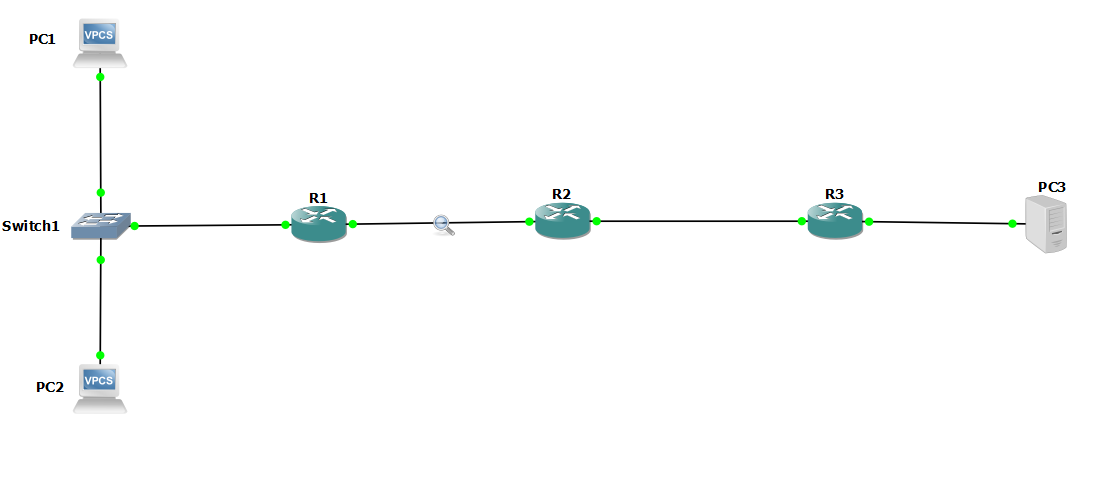 PC1
VPCS
R1
R2
R3
PC3
Switch1
PC2
VPCS